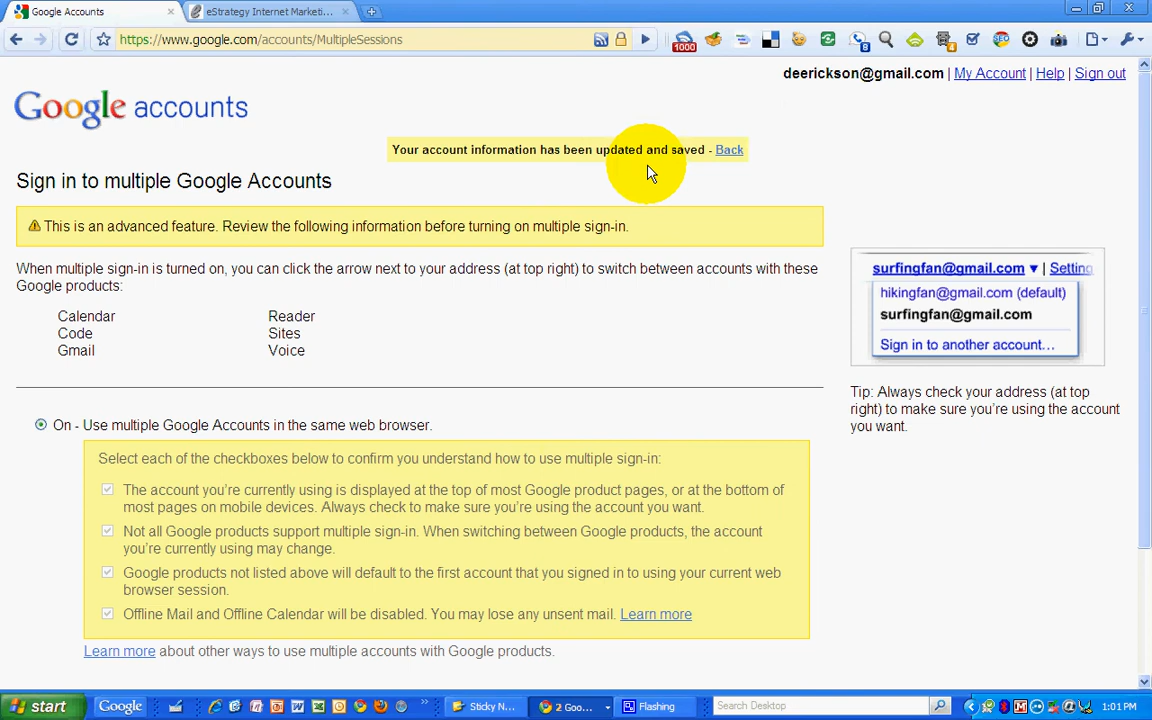 Google Accounts
eStrategy Internet Marketi...
https://www.google.com/accounts/MultipleSessions
1000
8
4
SEO
deerickson@gmail.com | My Account | Help | Sign out
Google accounts
Your account information has been updated and saved - Back
Sign in to multiple Google Accounts
This is an advanced feature. Review the following information before turning on multiple sign-in.
When multiple sign-in is turned on, you can click the arrow next to your address (at top right) to switch between accounts with these
Google products:
Calendar
Code
Gmail
Reader
Sites
Voice
surfingfan@gmail.com ▼ | Setting
hikingfan@gmail.com (default)
surfingfan@gmail.com
Sign in to another account...
Tip: Always check your address (at top
right) to make sure you're using the account
you want.
On - Use multiple Google Accounts in the same web browser.
Select each of the checkboxes below to confirm you understand how to use multiple sign-in:
The account you're currently using is displayed at the top of most Google product pages, or at the bottom of
most pages on mobile devices. Always check to make sure you're using the account you want.
Not all Google products support multiple sign-in. When switching between Google products, the account
you're currently using may change.
Google products not listed above will default to the first account that you signed in to using your current web
browser session.
Offline Mail and Offline Calendar will be disabled. You may lose any unsent mail. Learn more
Learn more about other ways to use multiple accounts with Google products.
start
Google
Sticky N...
2 Goo...
Flashing
Search Desktop
1:01 PM